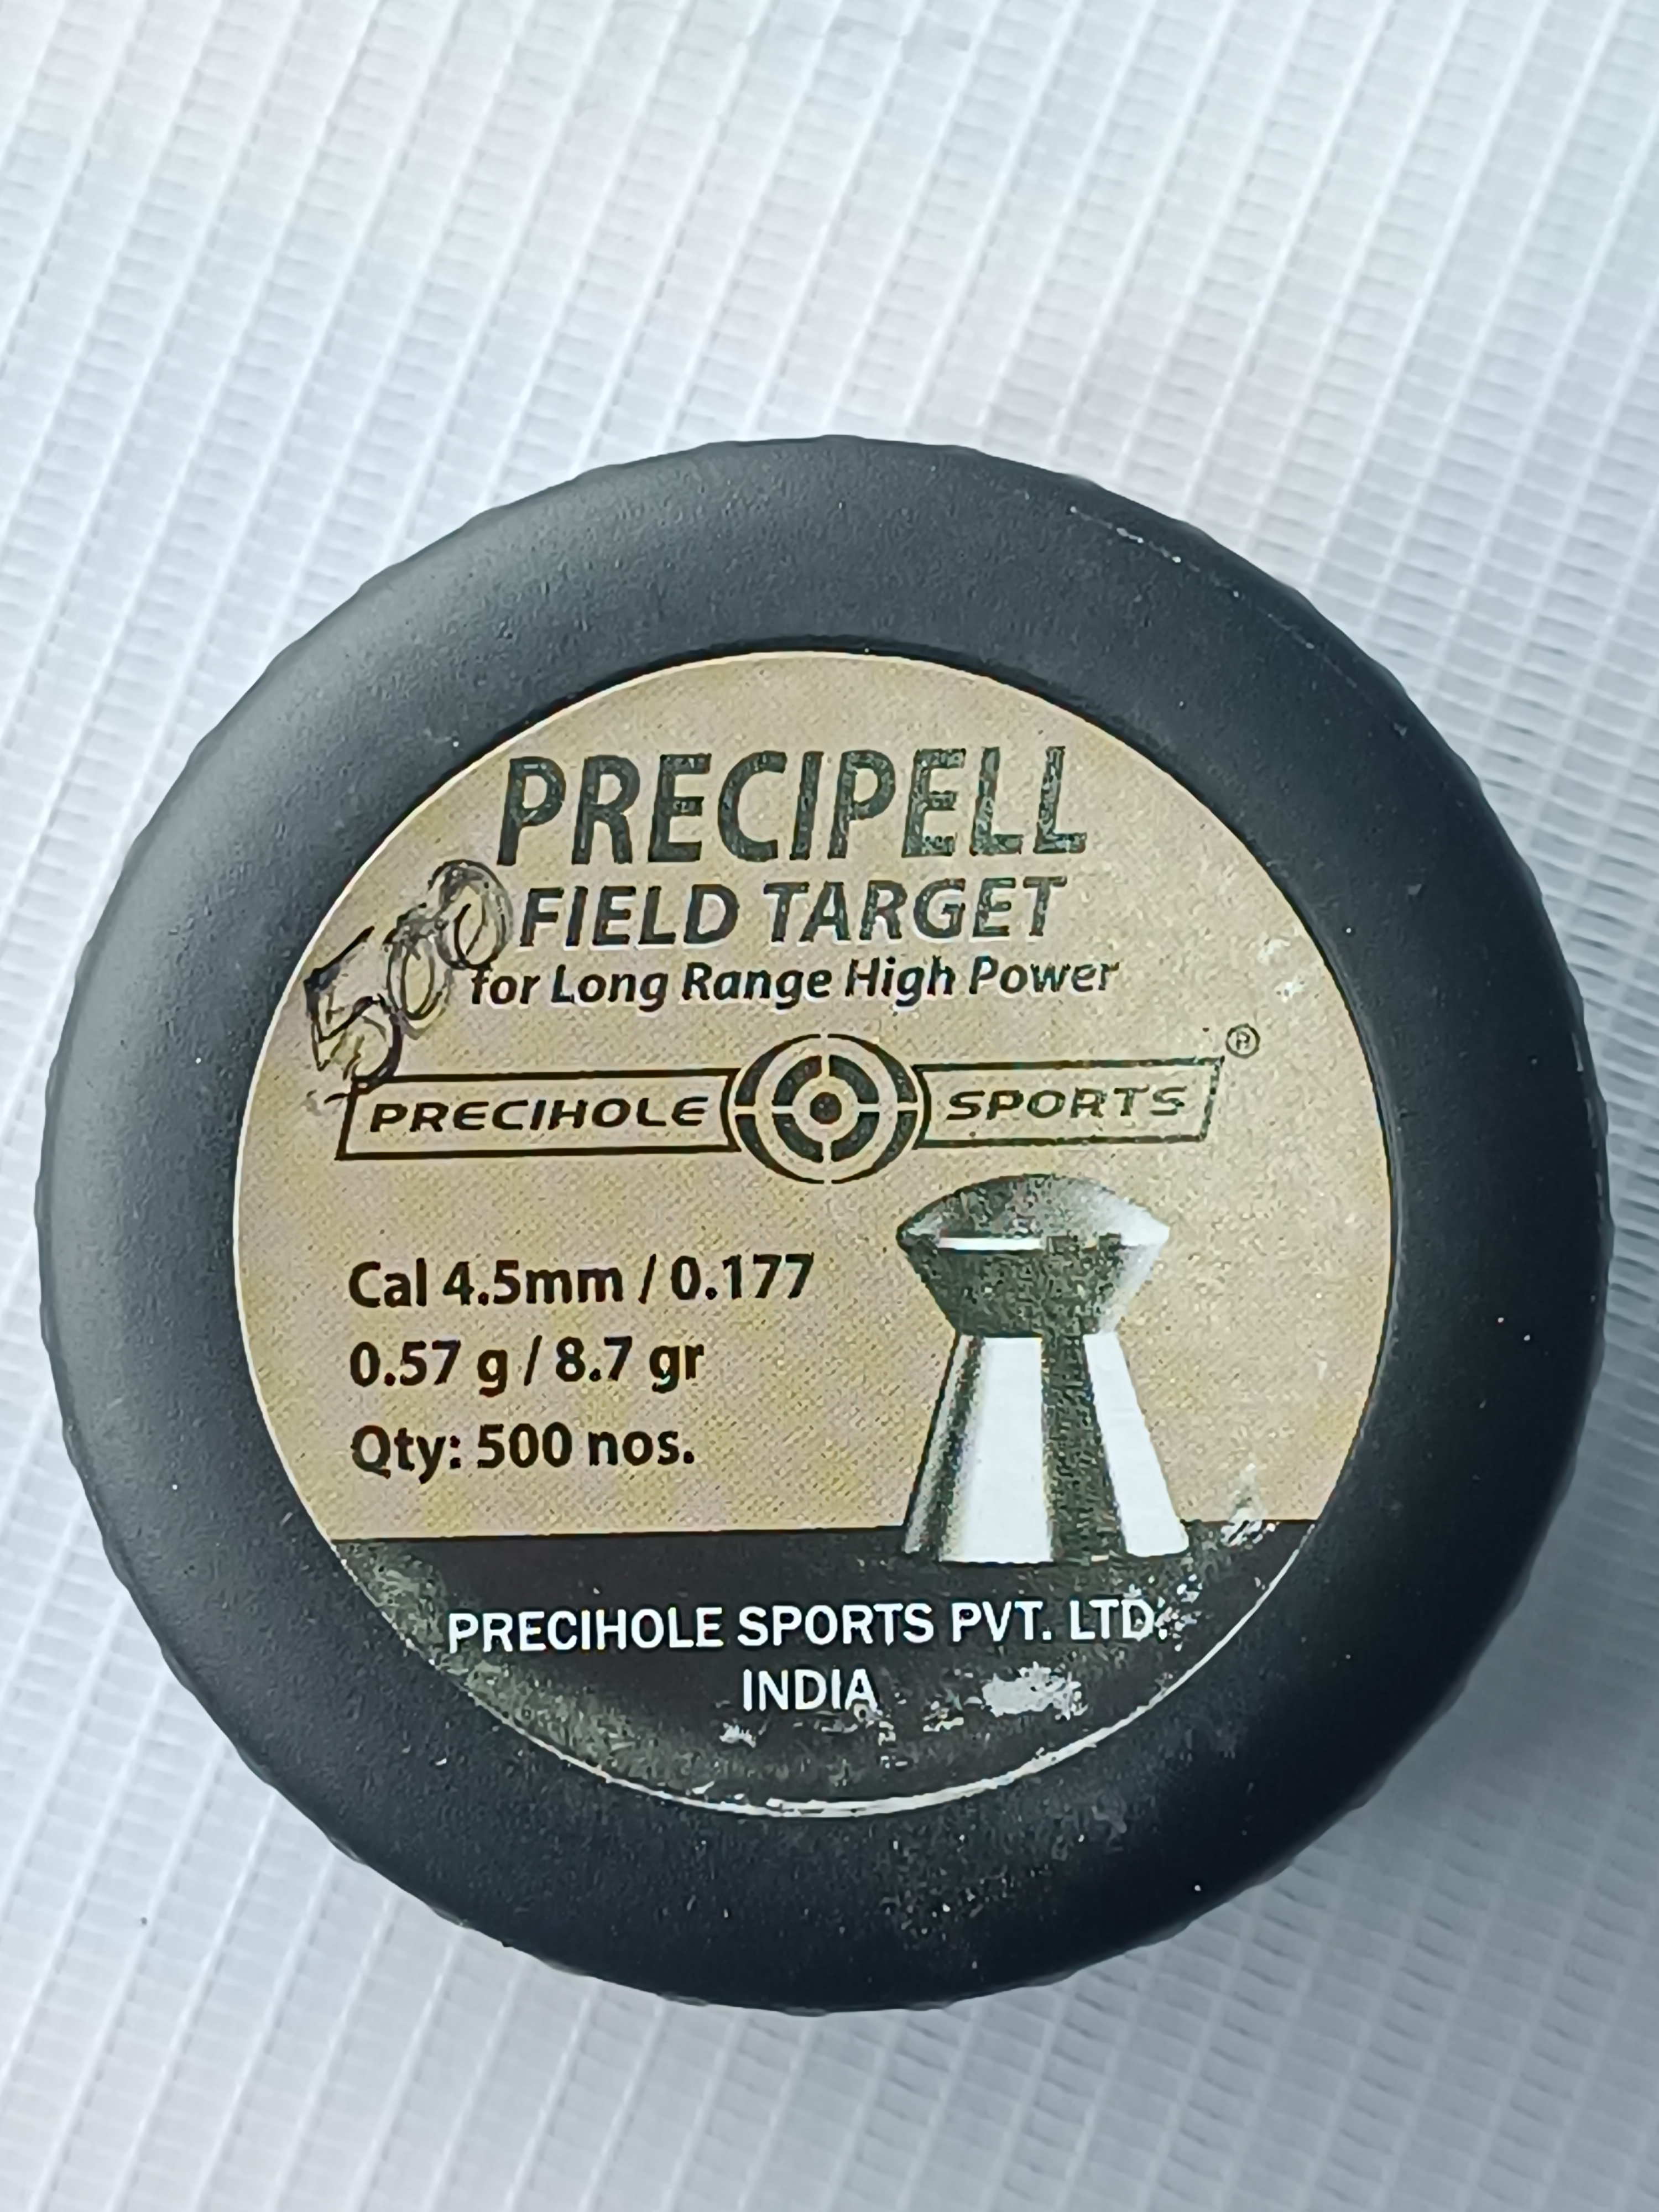 PRECIPELL
FIELD TARGET
for Long Range High Power
500
PRECIHOLE SPORTS ®
Cal 4.5mm / 0.177
0.57 g / 8.7 gr
Qty: 500 nos.
PRECIHOLE SPORTS PVT. LTD.
INDIA